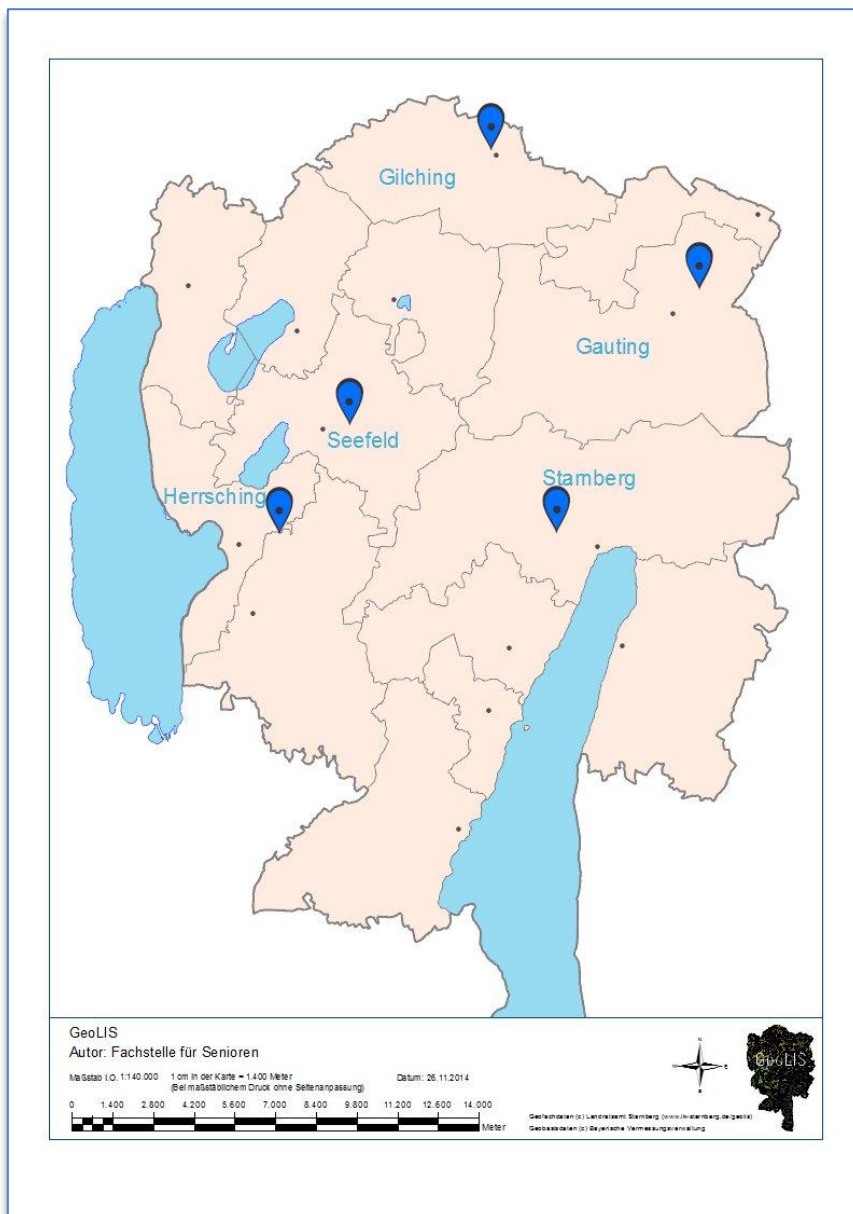 Gilching
Gauting
Seefeld
Herrsching
Starnberg
GeoLIS
Autor: Fachstelle für Senioren
Maßstab i.O. 1:140.000 1 cm in der Karte = 1.400 Meter Datum: 26.11.2014
(Bei maßstäblichem Druck ohne Seitenanpassung)
0 1.400 2.800 4.200 5.600 7.000 8.400 9.800 11.200 12.600 14.000
Meter
N
W E
S
GeoLIS
Geofachdaten (c) Landratsamt Starnberg (www.lk-starnberg.de/geolis)
Geobasisdaten (c) Bayerische Vermessungsverwaltung